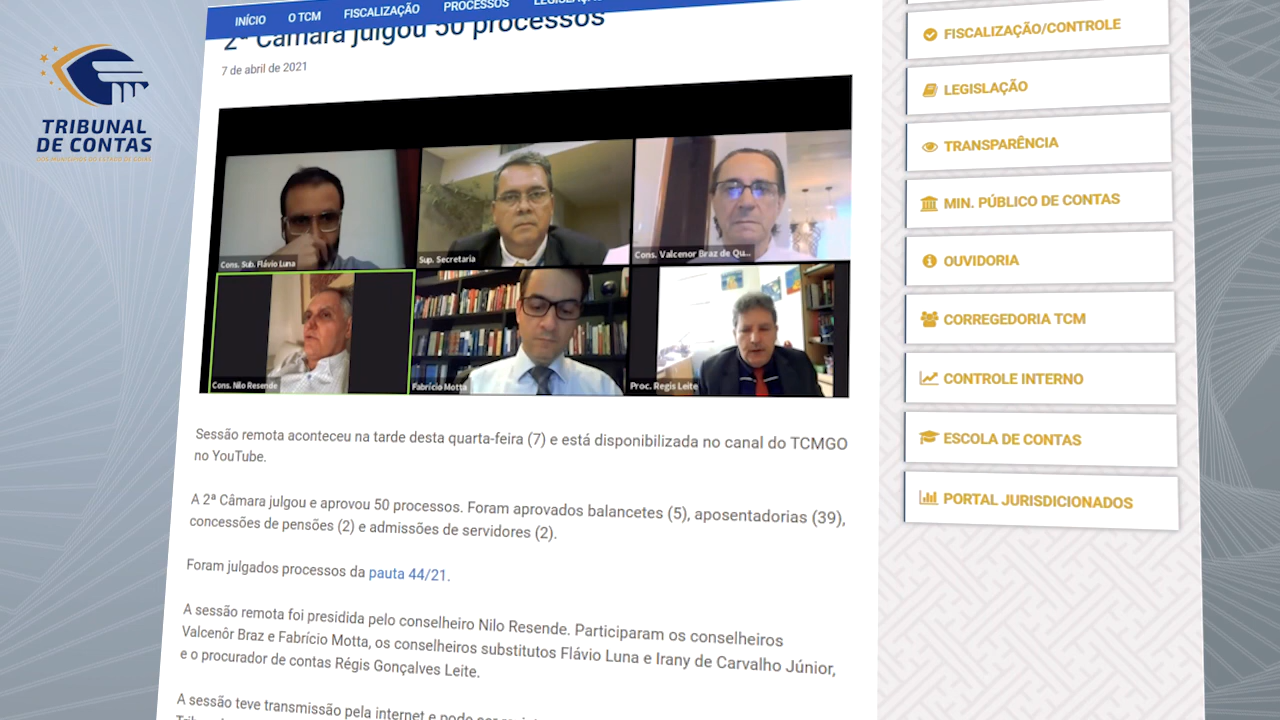 TRIBUNAL
DE CONTAS
DOS MUNICÍPIOS DO ESTADO DE GOIÁS
INÍCIO
O TCM
FISCALIZAÇÃO
PROCESSOS
2ª Câmara julgou 50 processos
7 de abril de 2021
Cons. Sub. Flávio Luna
Sup. Secretaria
Cons. Valcenor Braz de Qu...
Cons. Nilo Resende
Fabrício Motta
Proc. Regis Leite
Sessão remota aconteceu na tarde desta quarta-feira (7) e está disponibilizada no canal do TCMGO
no YouTube.
A 2ª Câmara julgou e aprovou 50 processos. Foram aprovados balancetes (5), aposentadorias (39),
concessões de pensões (2) e admissões de servidores (2).
Foram julgados processos da pauta 44/21.
A sessão remota foi presidida pelo conselheiro Nilo Resende. Participaram os conselheiros
Valcenôr Braz e Fabrício Motta, os conselheiros substitutos Flávio Luna e Irany de Carvalho Júnior,
e o procurador de contas Régis Gonçalves Leite.
A sessão teve transmissão pela internet e pode
FISCALIZAÇÃO/CONTROLE
LEGISLAÇÃO
TRANSPARÊNCIA
MIN. PÚBLICO DE CONTAS
OUVIDORIA
CORREGEDORIA TCM
CONTROLE INTERNO
ESCOLA DE CONTAS
PORTAL JURISDICIONADOS